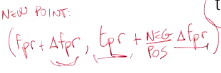 NEW POINT:
(fpr + Δfpr, tpr + NEG/POS Δfpr)